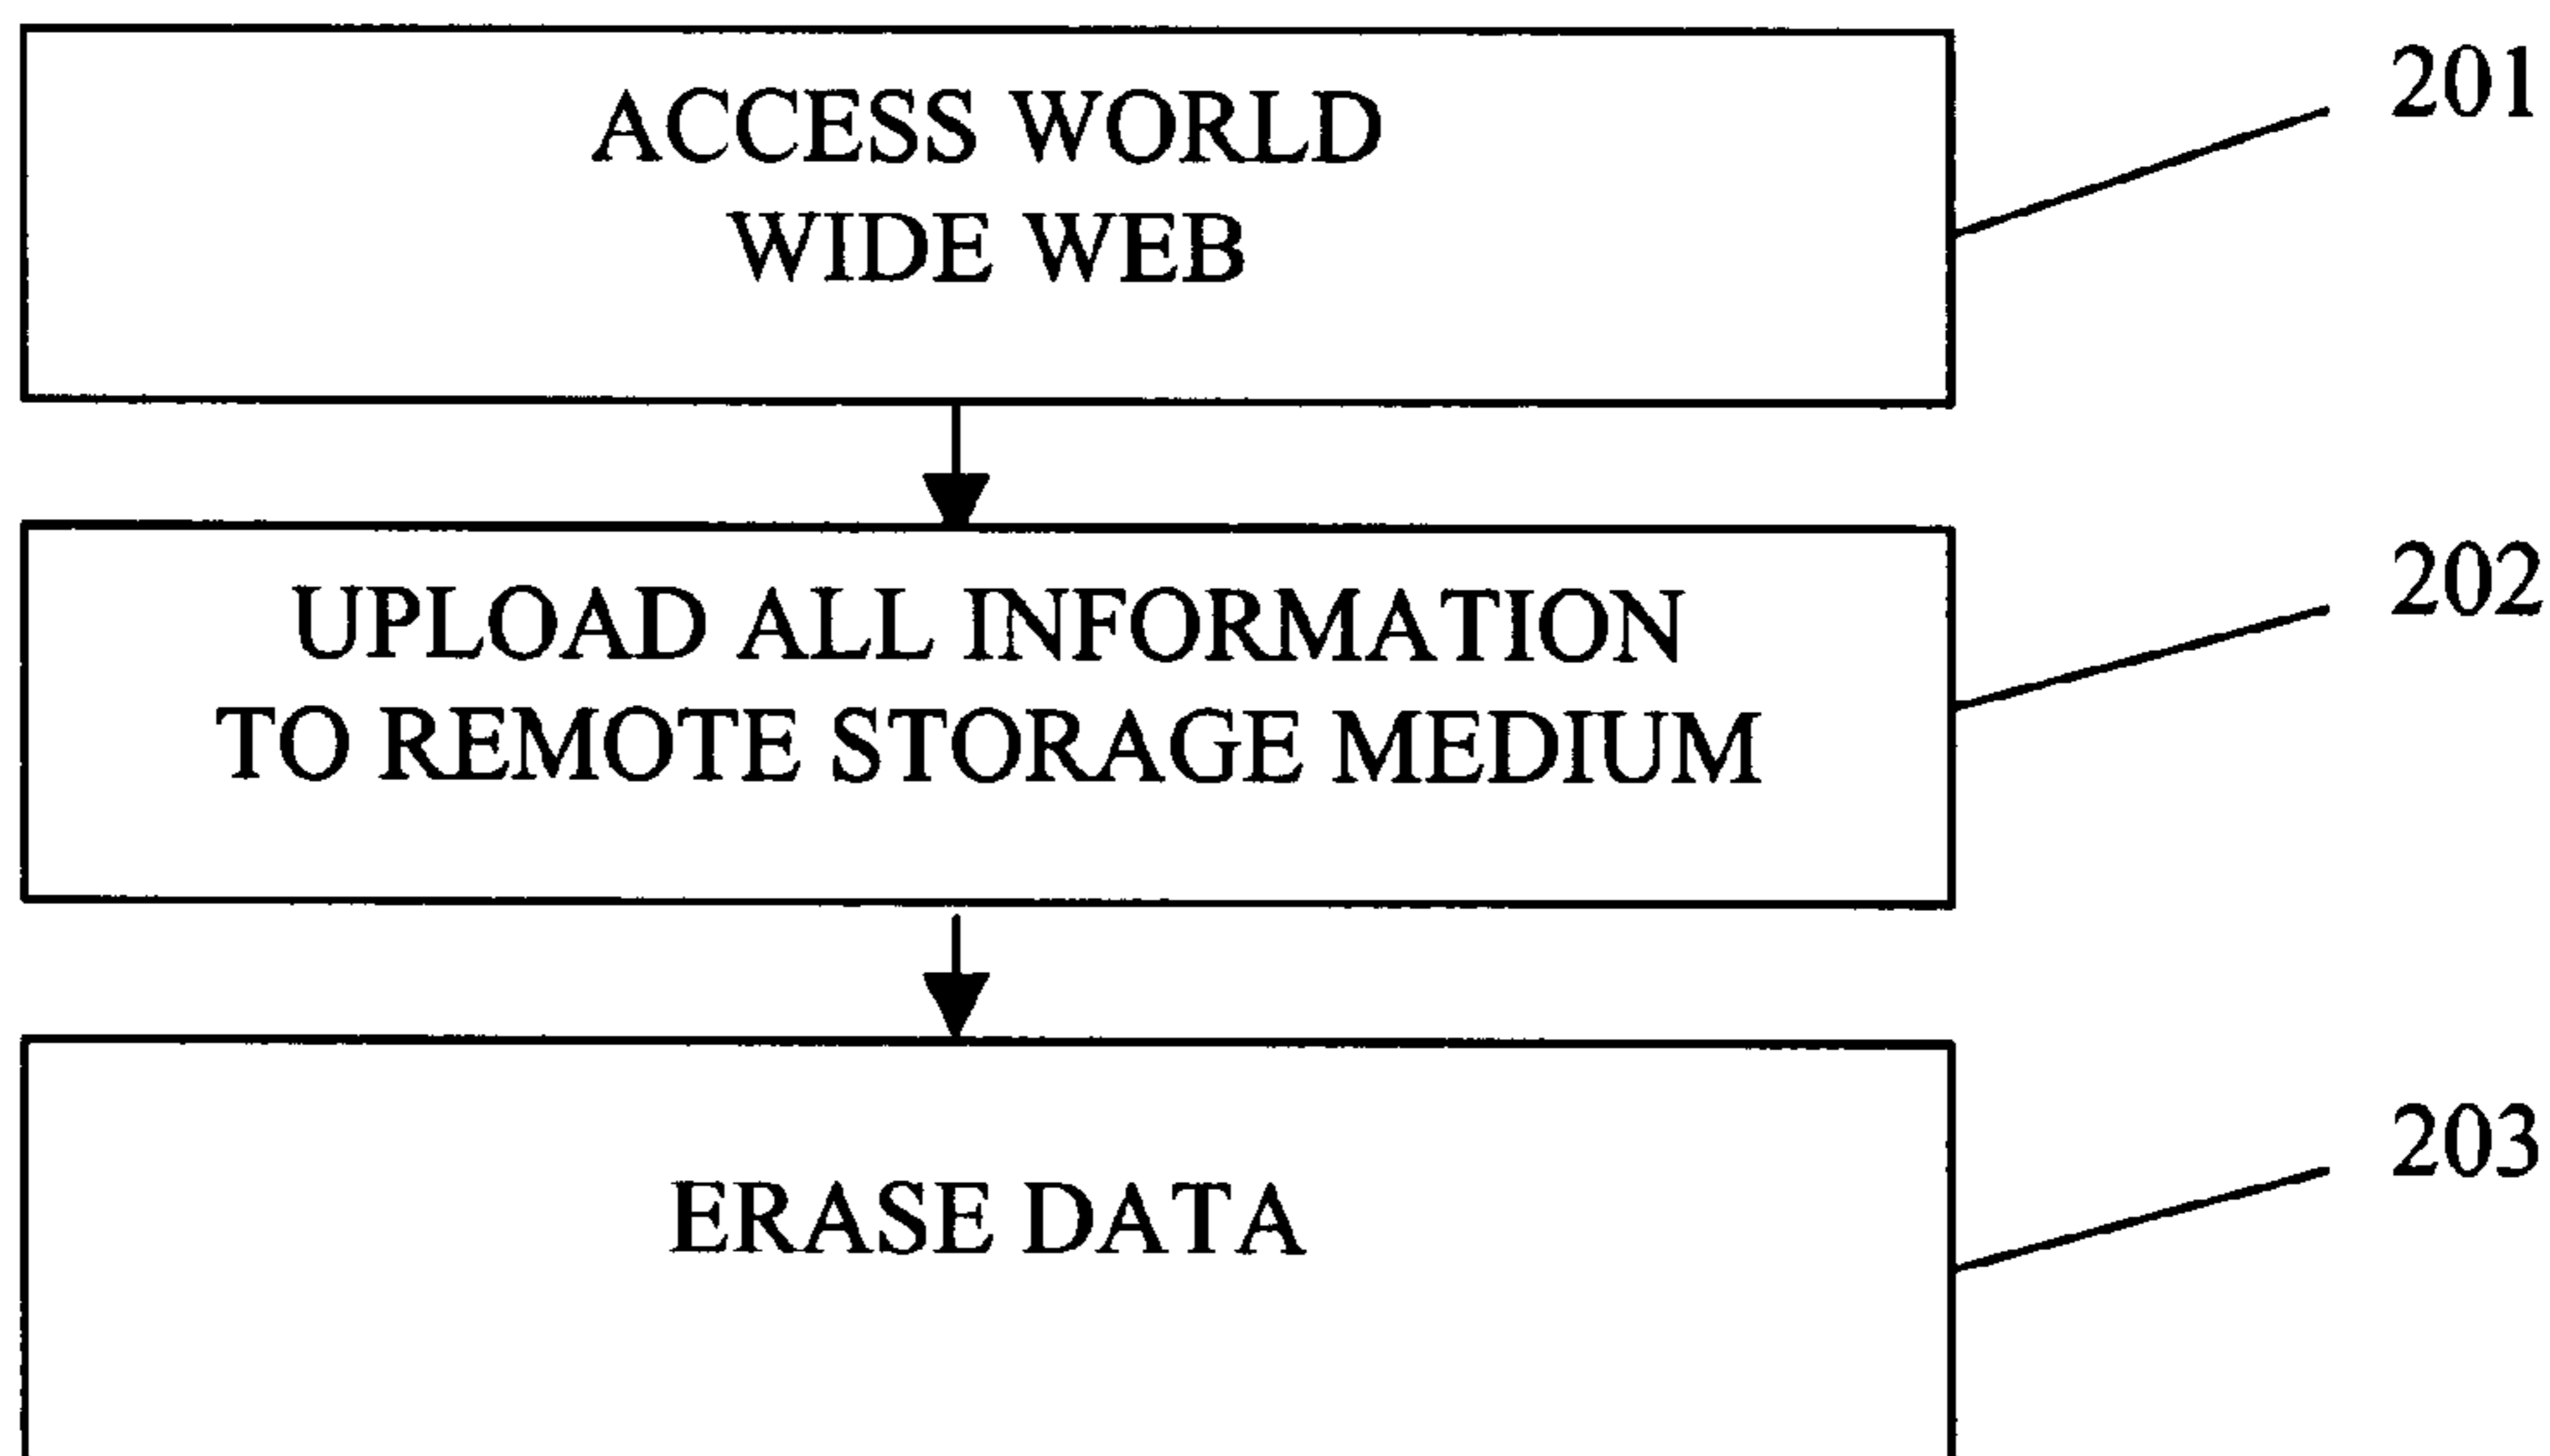 ACCESS WORLD
WIDE WEB
201
UPLOAD ALL INFORMATION
TO REMOTE STORAGE MEDIUM
202
ERASE DATA
203